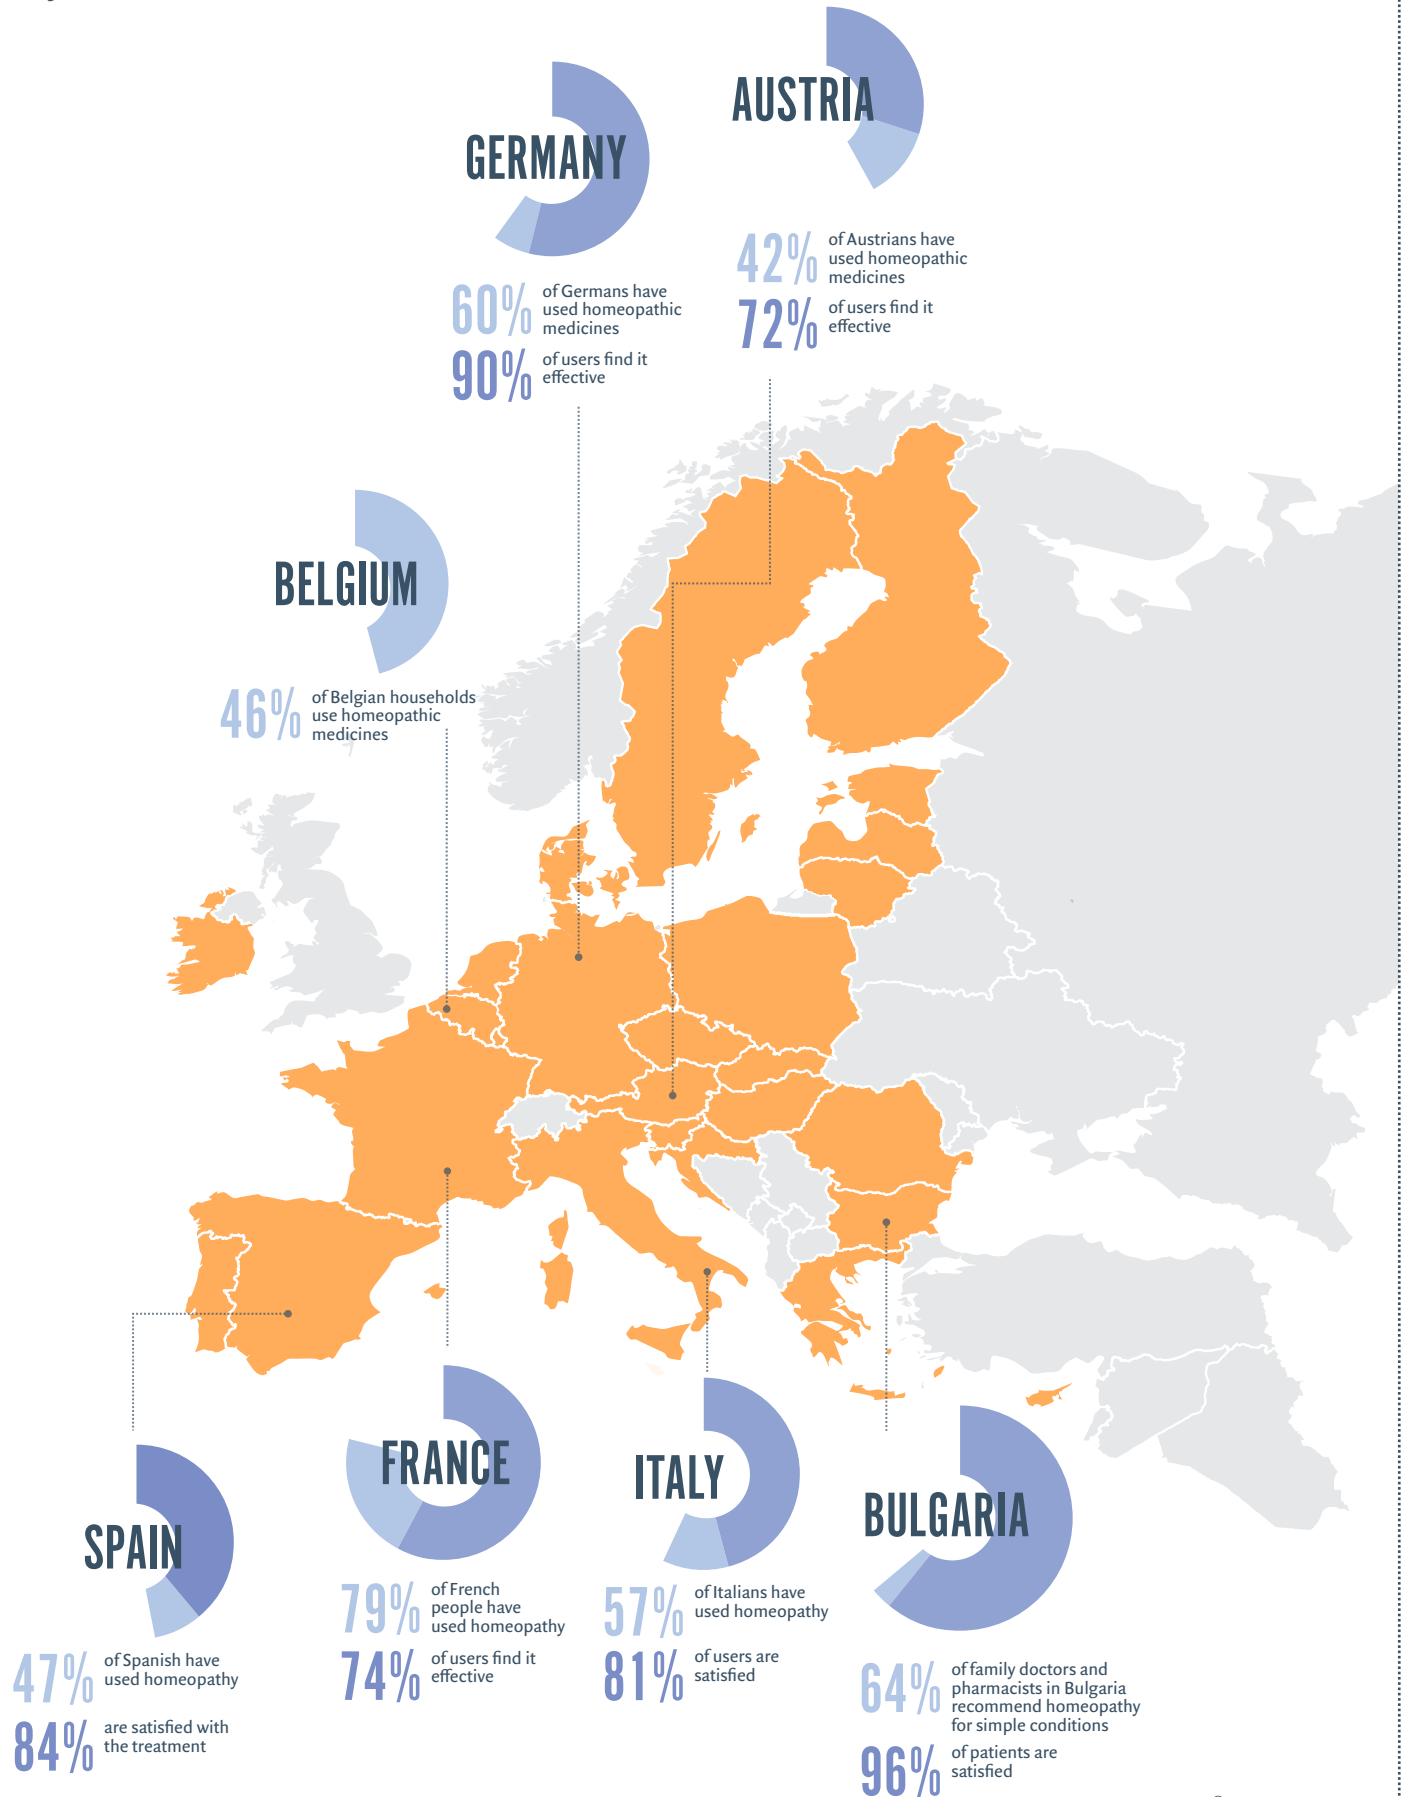 AUSTRIA
42%
of Austrians have
used homeopathic
medicines
72%
of users find it
effective
GERMANY
60%
of Germans have
used homeopathic
medicines
90%
of users find it
effective
BELGIUM
46%
of Belgian households
use homeopathic
medicines
SPAIN
47%
of Spanish have
used homeopathy
84%
are satisfied with
the treatment
FRANCE
79%
of French
people have
used homeopathy
74%
of users find it
effective
ITALY
57%
of Italians have
used homeopathy
81%
of users are
satisfied
BULGARIA
64%
of family doctors and
pharmacists in Bulgaria
recommend homeopathy
for simple conditions
96%
of patients are
satisfied